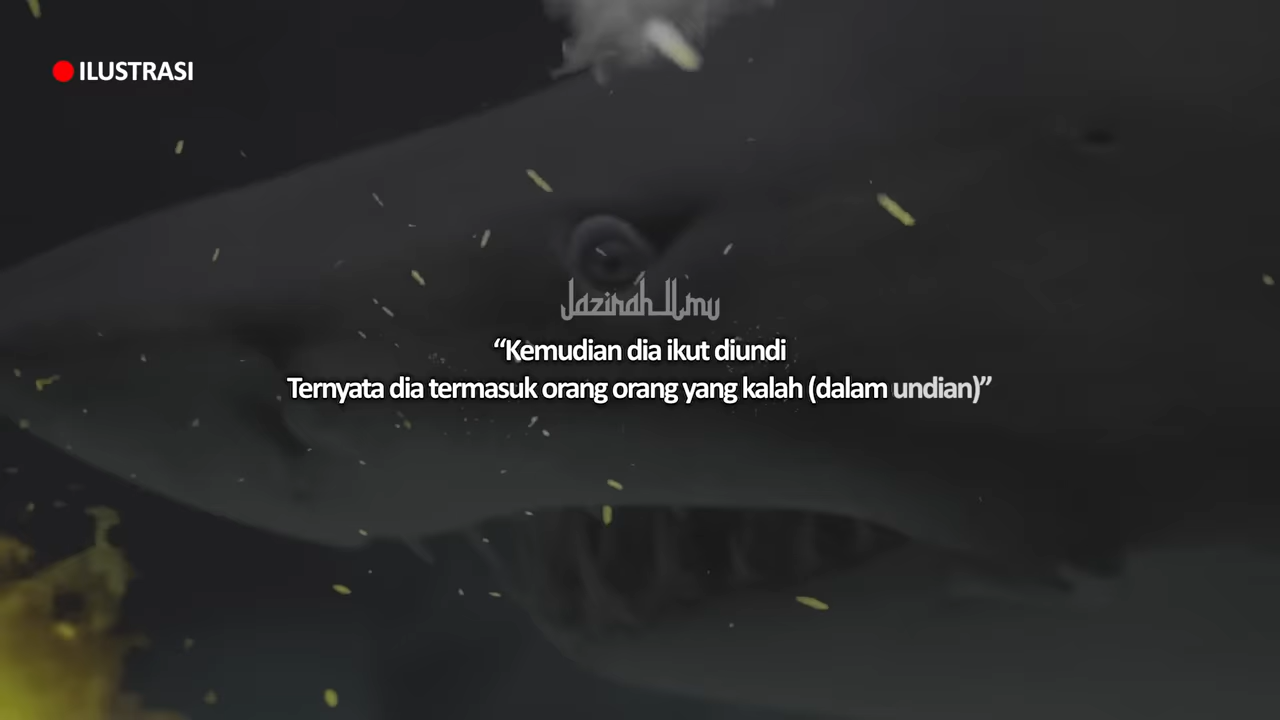 ILUSTRASI
Jazirah Ilmu
“Kemudian dia ikut diundi
Ternyata dia termasuk orang orang yang kalah (dalam undian)”